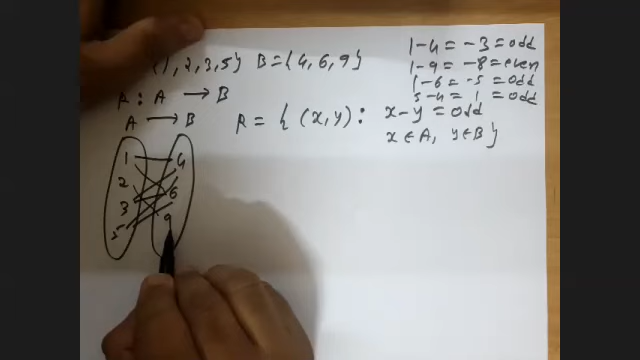 {1,2,3,5} B={4,6,9}
R : A → B
A → B
R = { (x,y): x-y=odd
x∈A, y∈B}
1-4=-3=odd
1-9=-8=even
1-6=-5=odd
5-4=1=odd
1 4
2
3 6
5 9